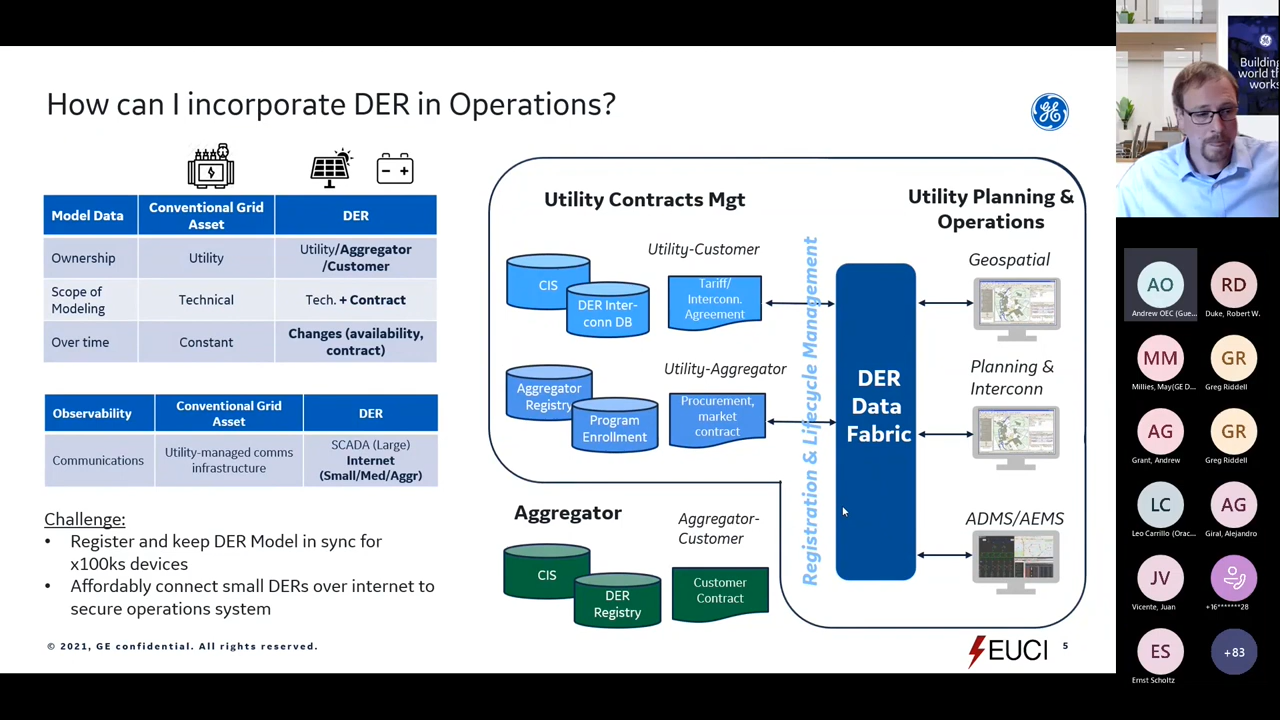 How can I incorporate DER in Operations?
Model Data
Conventional Grid
Asset
DER
Ownership
Utility
Utility/Aggregator
/Customer
Scope of
Modeling
Technical
Tech. + Contract
Over time
Constant
Changes (availability,
contract)
Observability
Conventional Grid
Asset
DER
Communications
Utility-managed comms
infrastructure
SCADA (Large)
Internet
(Small/Med/Aggr)
Challenge:
• Register and keep DER Model in sync for
x100ks devices
• Affordably connect small DERs over internet to
secure operations system
© 2021, GE confidential. All rights reserved.
Utility Contracts Mgt
Utility-Customer
CIS
DER Inter-
conn DB
Tariff/
Interconn.
Agreement
Utility-Aggregator
Aggregator
Registry
Program
Enrollment
Procurement,
market
contract
Aggregator
Aggregator-
Customer
CIS
DER
Registry
Customer
Contract
Registration & Lifecycle Management
DER
Data
Fabric
Utility Planning &
Operations
Geospatial
Planning &
Interconn
ADMS/AEMS
EUCI
5
GE
Building
world th
works
AO
Andrew OEC (Gue...
RD
Duke, Robert W.
MM
Millies, May(GE D...
GR
Greg Riddell
AG
Grant, Andrew
GR
Greg Riddell
LC
Leo Carrillo (Orac...
AG
Giral, Alejandro
JV
Vicente, Juan
+16*******28
ES
Ernst Scholtz
+83